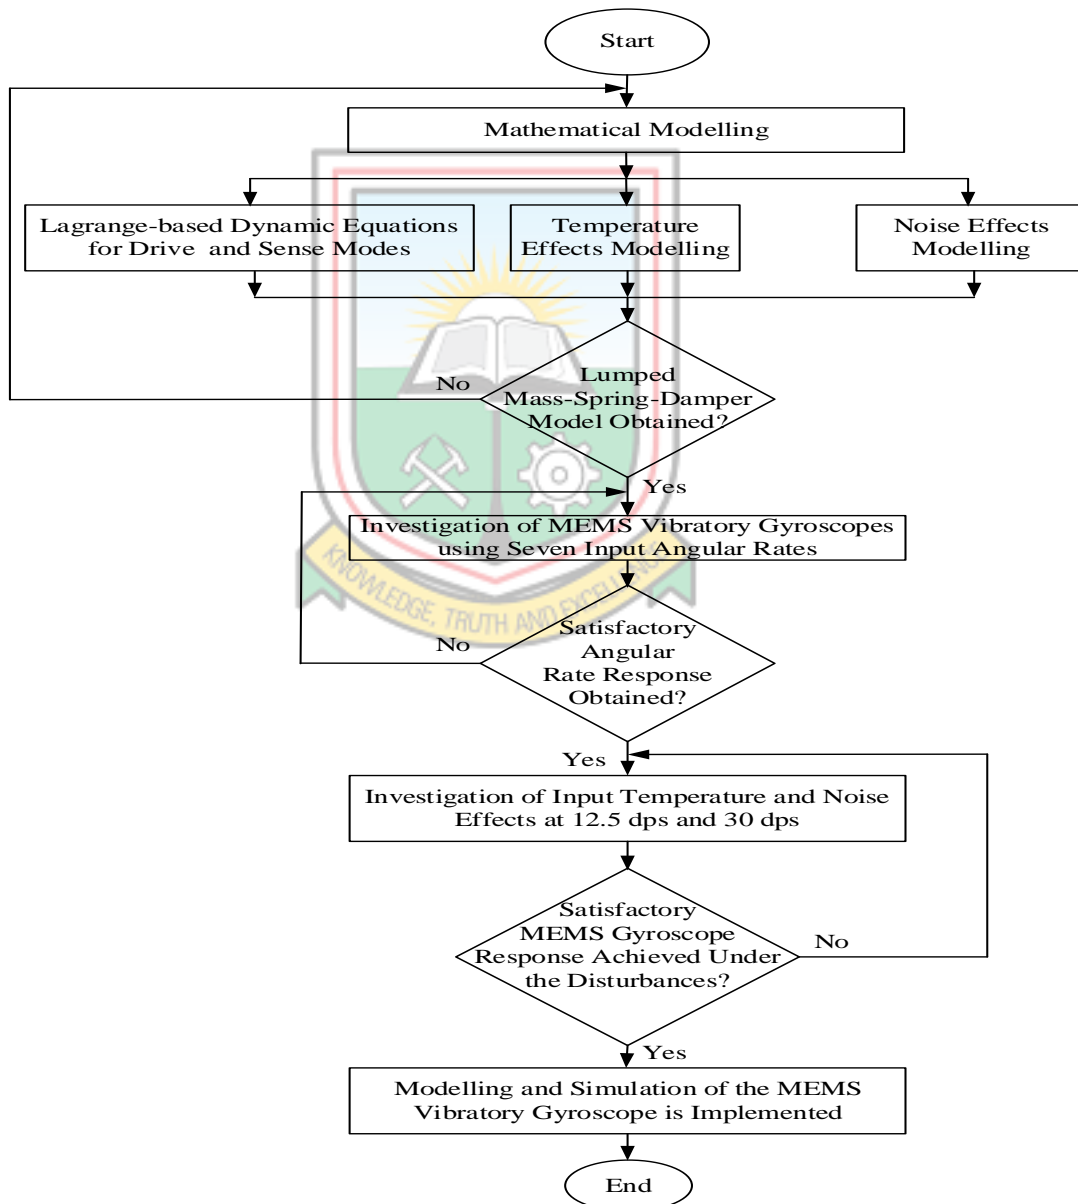 Start
Mathematical Modelling
Lagrange-based Dynamic Equations
for Drive and Sense Modes
Temperature
Effects Modelling
Noise Effects
Modelling
No
Lumped
Mass-Spring-Damper
Model Obtained?
Yes
Investigation of MEMS Vibratory Gyroscopes
using Seven Input Angular Rates
KNOWLEDGE, TRUTH AND EXCELLENCE
No
Satisfactory
Angular
Rate Response
Obtained?
Yes
Investigation of Input Temperature and Noise
Effects at 12.5 dps and 30 dps
Satisfactory
MEMS Gyroscope
Response Achieved Under
the Disturbances?
No
Yes
Modelling and Simulation of the MEMS
Vibratory Gyroscope is Implemented
End